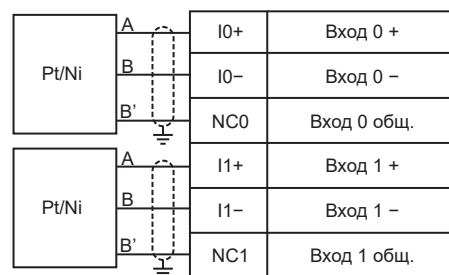 A I0+ Вход 0 +
Pt/Ni B I0− Вход 0 −
B' NC0 Вход 0 общ.
A I1+ Вход 1 +
Pt/Ni B I1− Вход 1 −
B' NC1 Вход 1 общ.